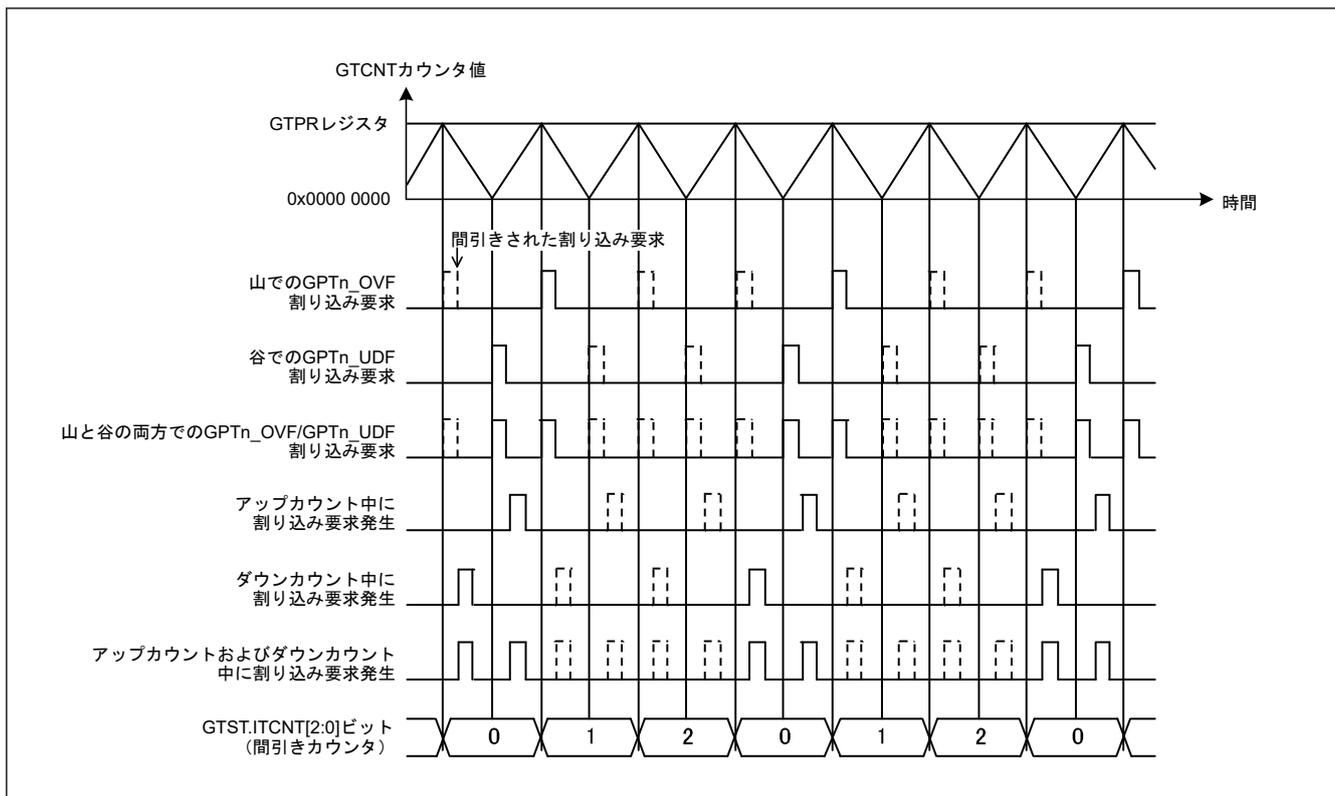 GTCNTカウンタ値
GTPRレジスタ
0x0000 0000
時間
間引きされた割り込み要求
山でのGPTn_OVF
割り込み要求
谷でのGPTn_UDF
割り込み要求
山と谷の両方でのGPTn_OVF/GPTn_UDF
割り込み要求
アップカウント中に
割り込み要求発生
ダウンカウント中に
割り込み要求発生
アップカウントおよびダウンカウント
中に割り込み要求発生
GTST.ITCNT[2:0]ビット
（間引きカウンタ）
0 1 2 0 1 2 0